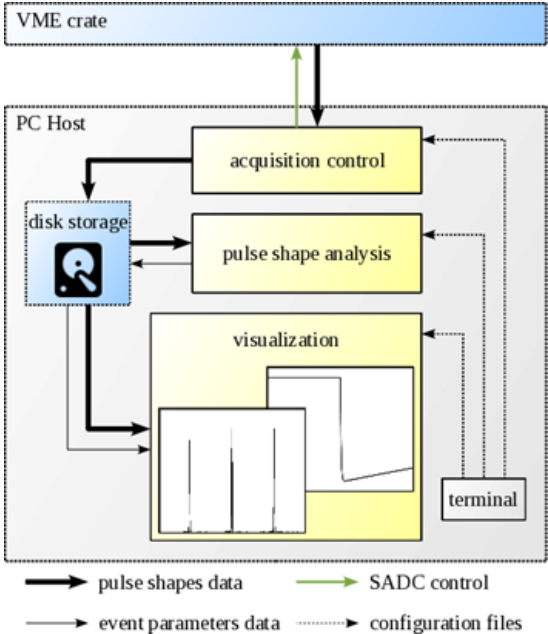 VME crate
PC Host
acquisition control
disk storage
pulse shape analysis
visualization
terminal
pulse shapes data
SADC control
event parameters data
configuration files